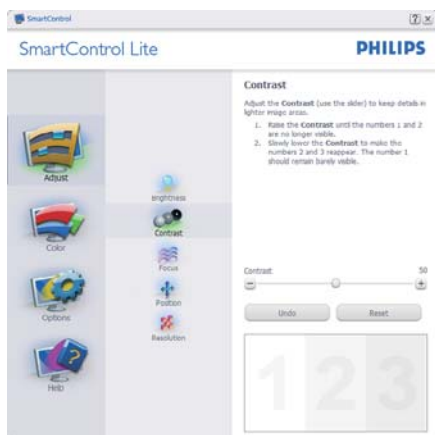 SmartControl
SmartControl Lite
PHILIPS
Adjust
Color
Options
Help
Brightness
Contrast
Focus
Position
Resolution
Contrast
Adjust the Contrast (use the slider) to keep details in
lighter image areas.
1. Raise the Contrast until the numbers 1 and 2
are no longer visible.
2. Slowly lower the Contrast to make the
numbers 2 and 3 reappear. The number 1
should remain barely visible.
Contrast: 50
Undo Reset
1 2 3